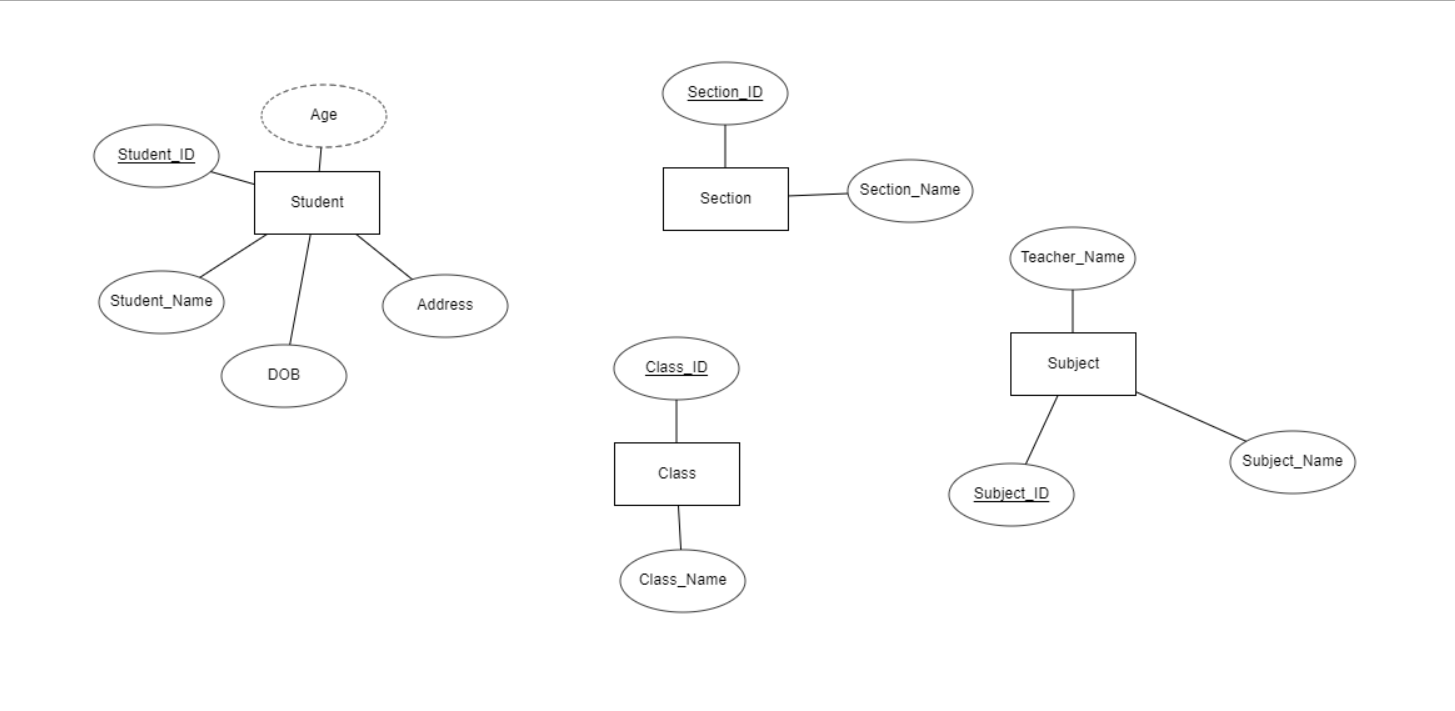 Age
Student_ID
Student
Student_Name
Address
DOB
Section_ID
Section
Section_Name
Class_ID
Class
Class_Name
Teacher_Name
Subject
Subject_ID
Subject_Name